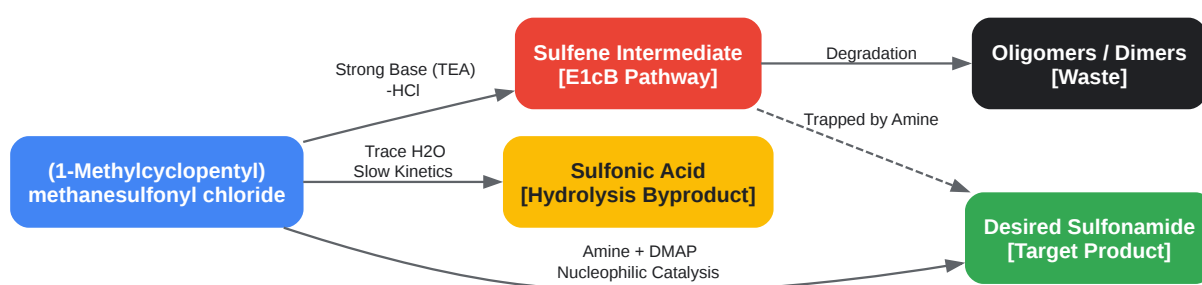 Strong Base (TEA)
-HCl
Sulfene Intermediate
[E1cB Pathway]
Degradation
Oligomers / Dimers
[Waste]
Trapped by Amine
(1-Methylcyclopentyl)
methanesulfonyl chloride
Trace H2O
Slow Kinetics
Sulfonic Acid
[Hydrolysis Byproduct]
Amine + DMAP
Nucleophilic Catalysis
Desired Sulfonamide
[Target Product]